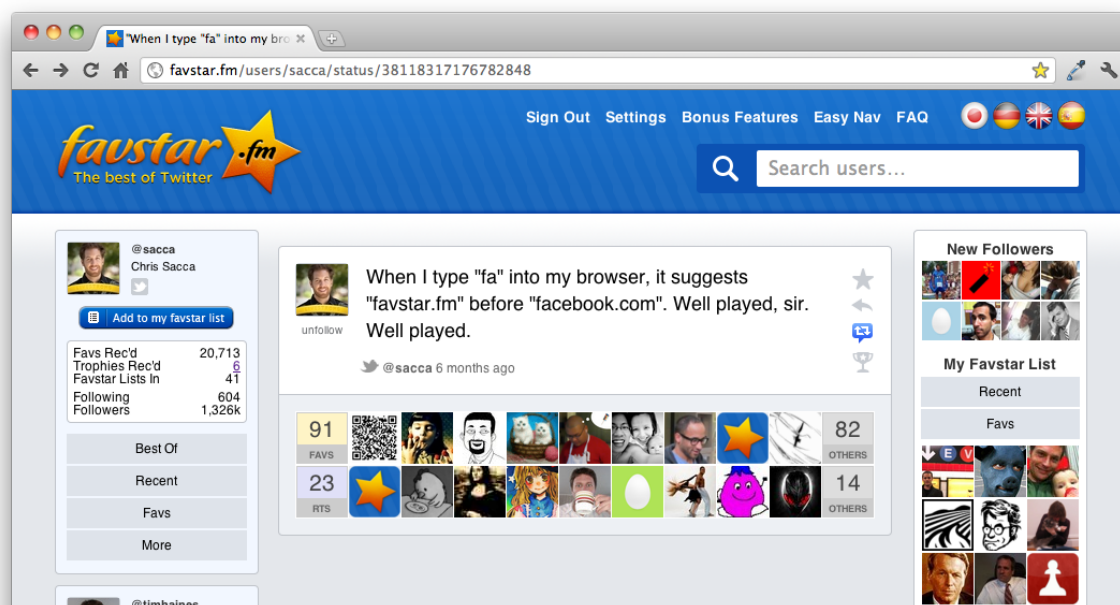 "When I type "fa" into my bro
favstar.fm/users/sacca/status/38118317176782848
favstar .fm
The best of Twitter
Sign Out Settings Bonus Features Easy Nav FAQ
Search users...
@sacca
Chris Sacca
Add to my favstar list
Favs Rec'd 20,713
Trophies Rec'd 6
Favstar Lists In 41
Following 604
Followers 1,326k
Best Of
Recent
Favs
More
@timhaines
When I type "fa" into my browser, it suggests
"favstar.fm" before "facebook.com". Well played, sir.
Well played.
unfollow
@sacca 6 months ago
91
FAVS
82
OTHERS
23
RTS
14
OTHERS
New Followers
My Favstar List
Recent
Favs
E V